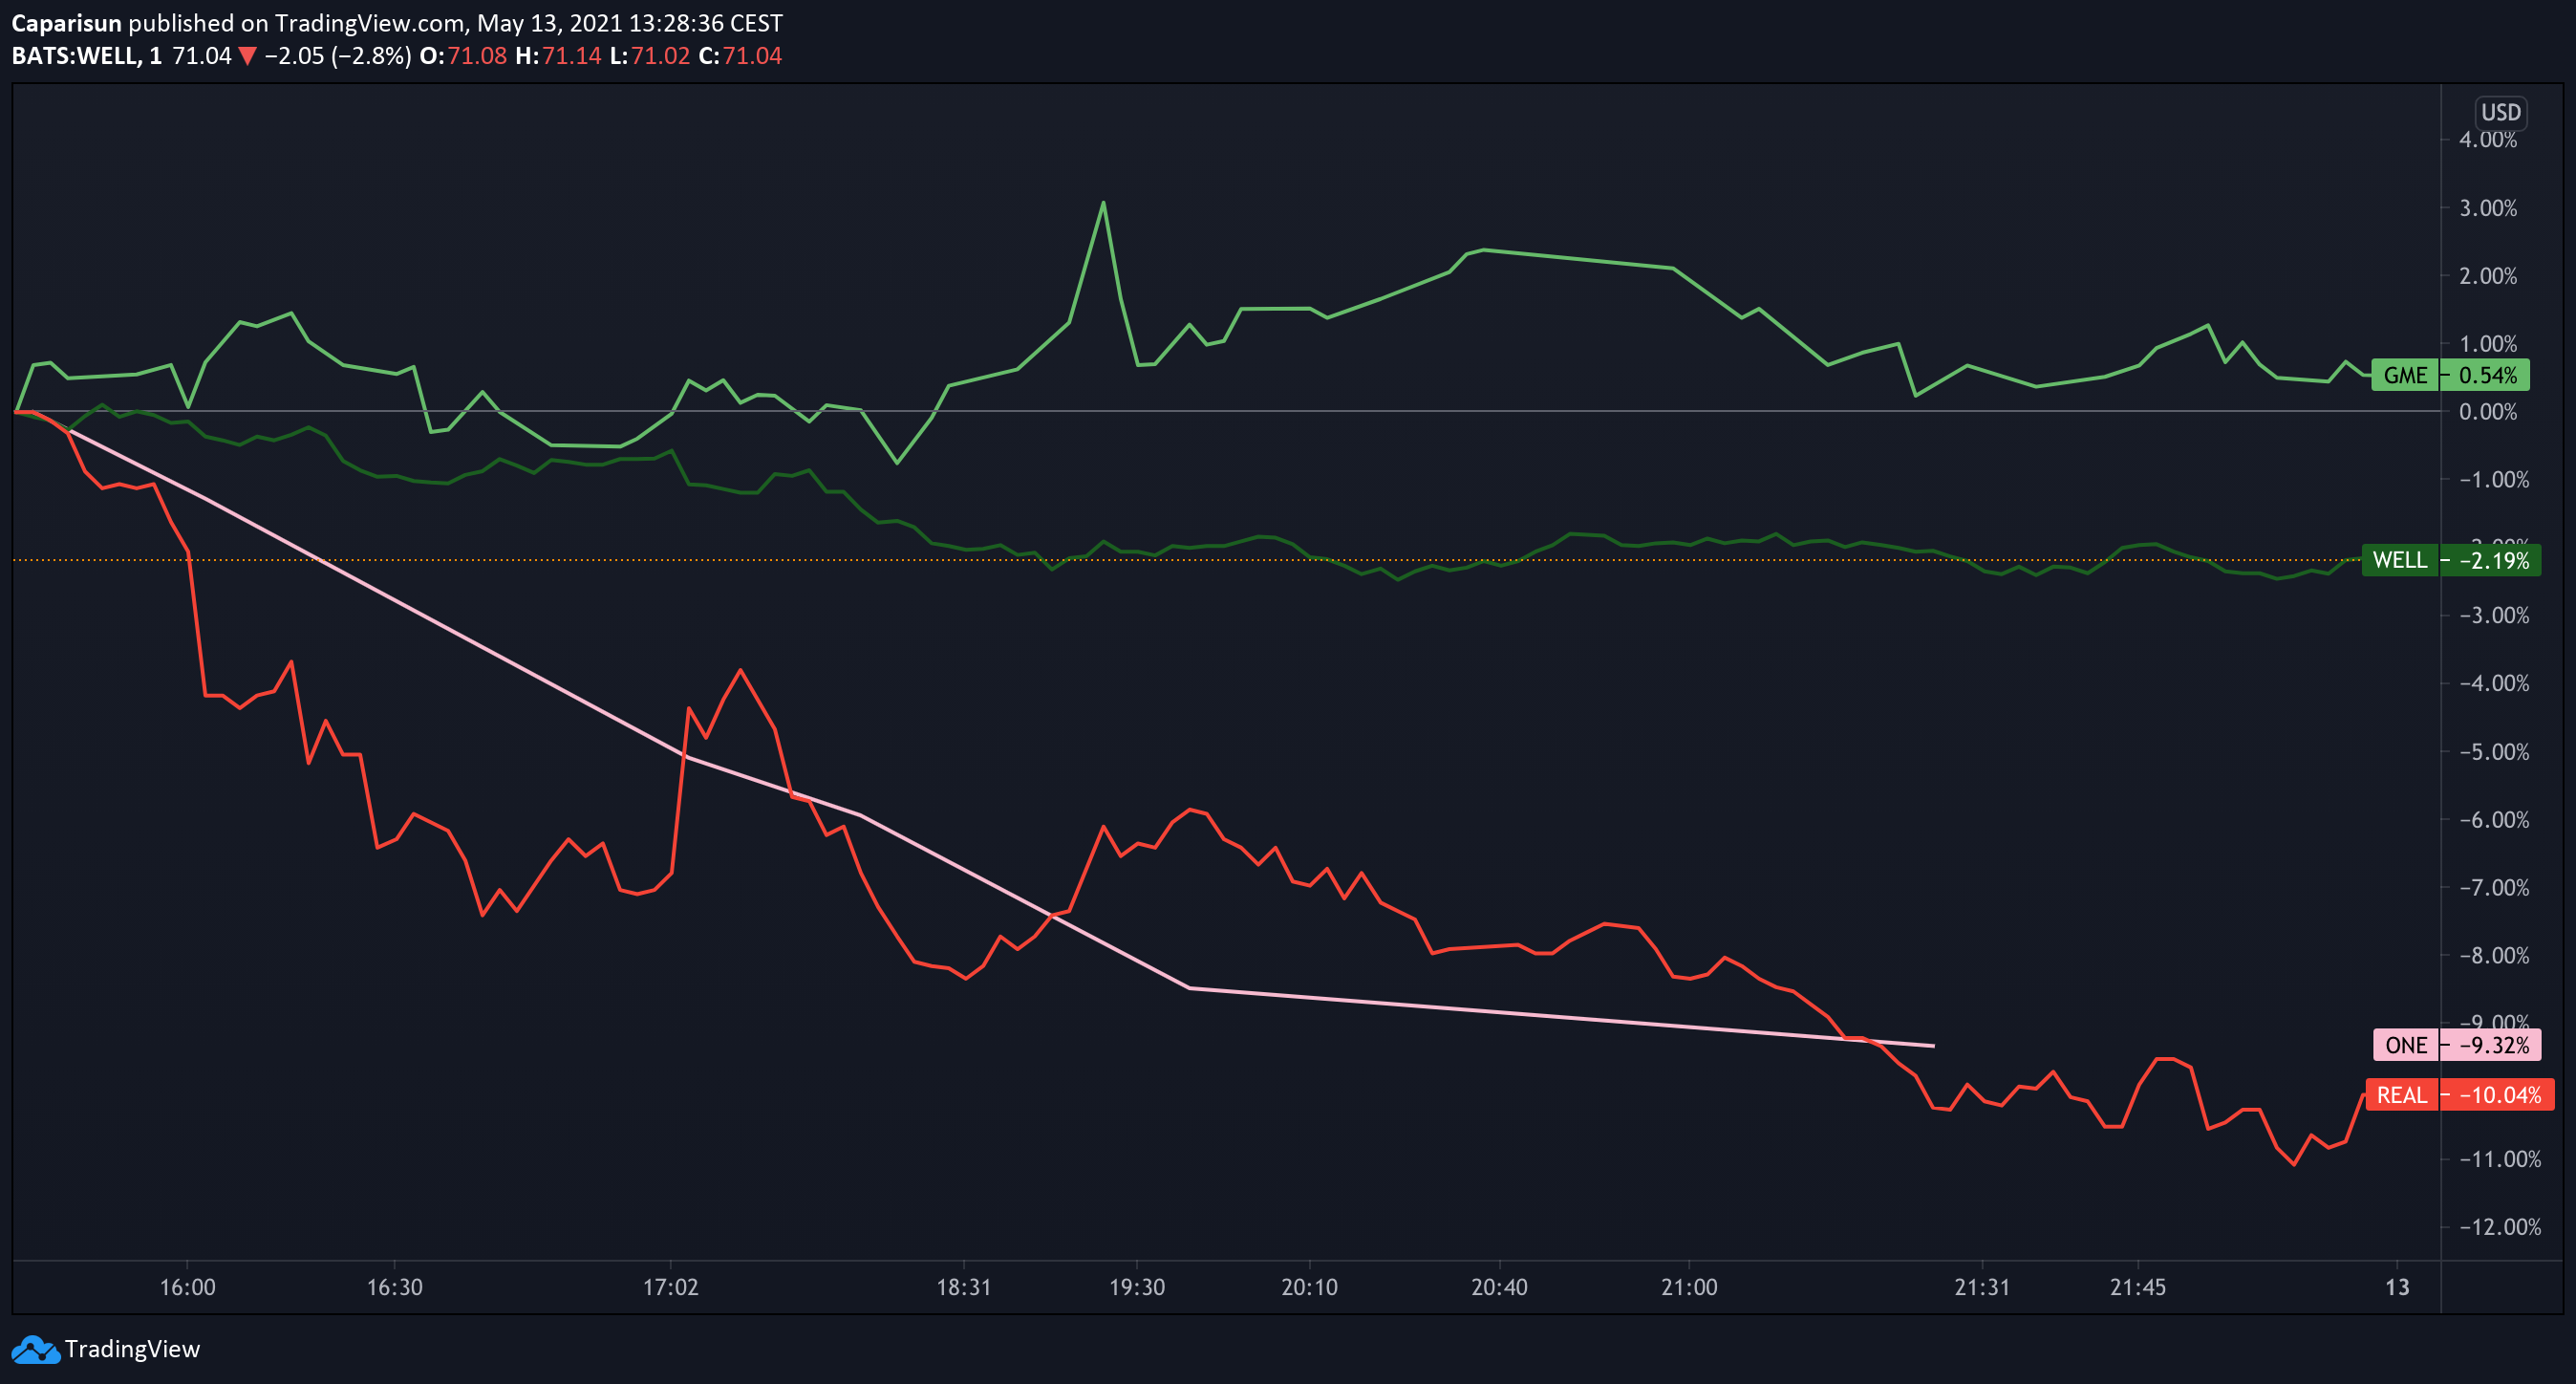 Caparisun published on TradingView.com, May 13, 2021 13:28:36 CEST
BATS:WELL, 1 71.04 ▼ −2.05 (−2.8%) O:71.08 H:71.14 L:71.02 C:71.04
USD
4.00%
3.00%
2.00%
1.00%
GME 0.54%
0.00%
−1.00%
−2.00%
WELL −2.19%
−3.00%
−4.00%
−5.00%
−6.00%
−7.00%
−8.00%
−9.00%
ONE −9.32%
REAL −10.04%
−11.00%
−12.00%
16:00 16:30 17:02 18:31 19:30 20:10 20:40 21:00 21:31 21:45 13
TradingView